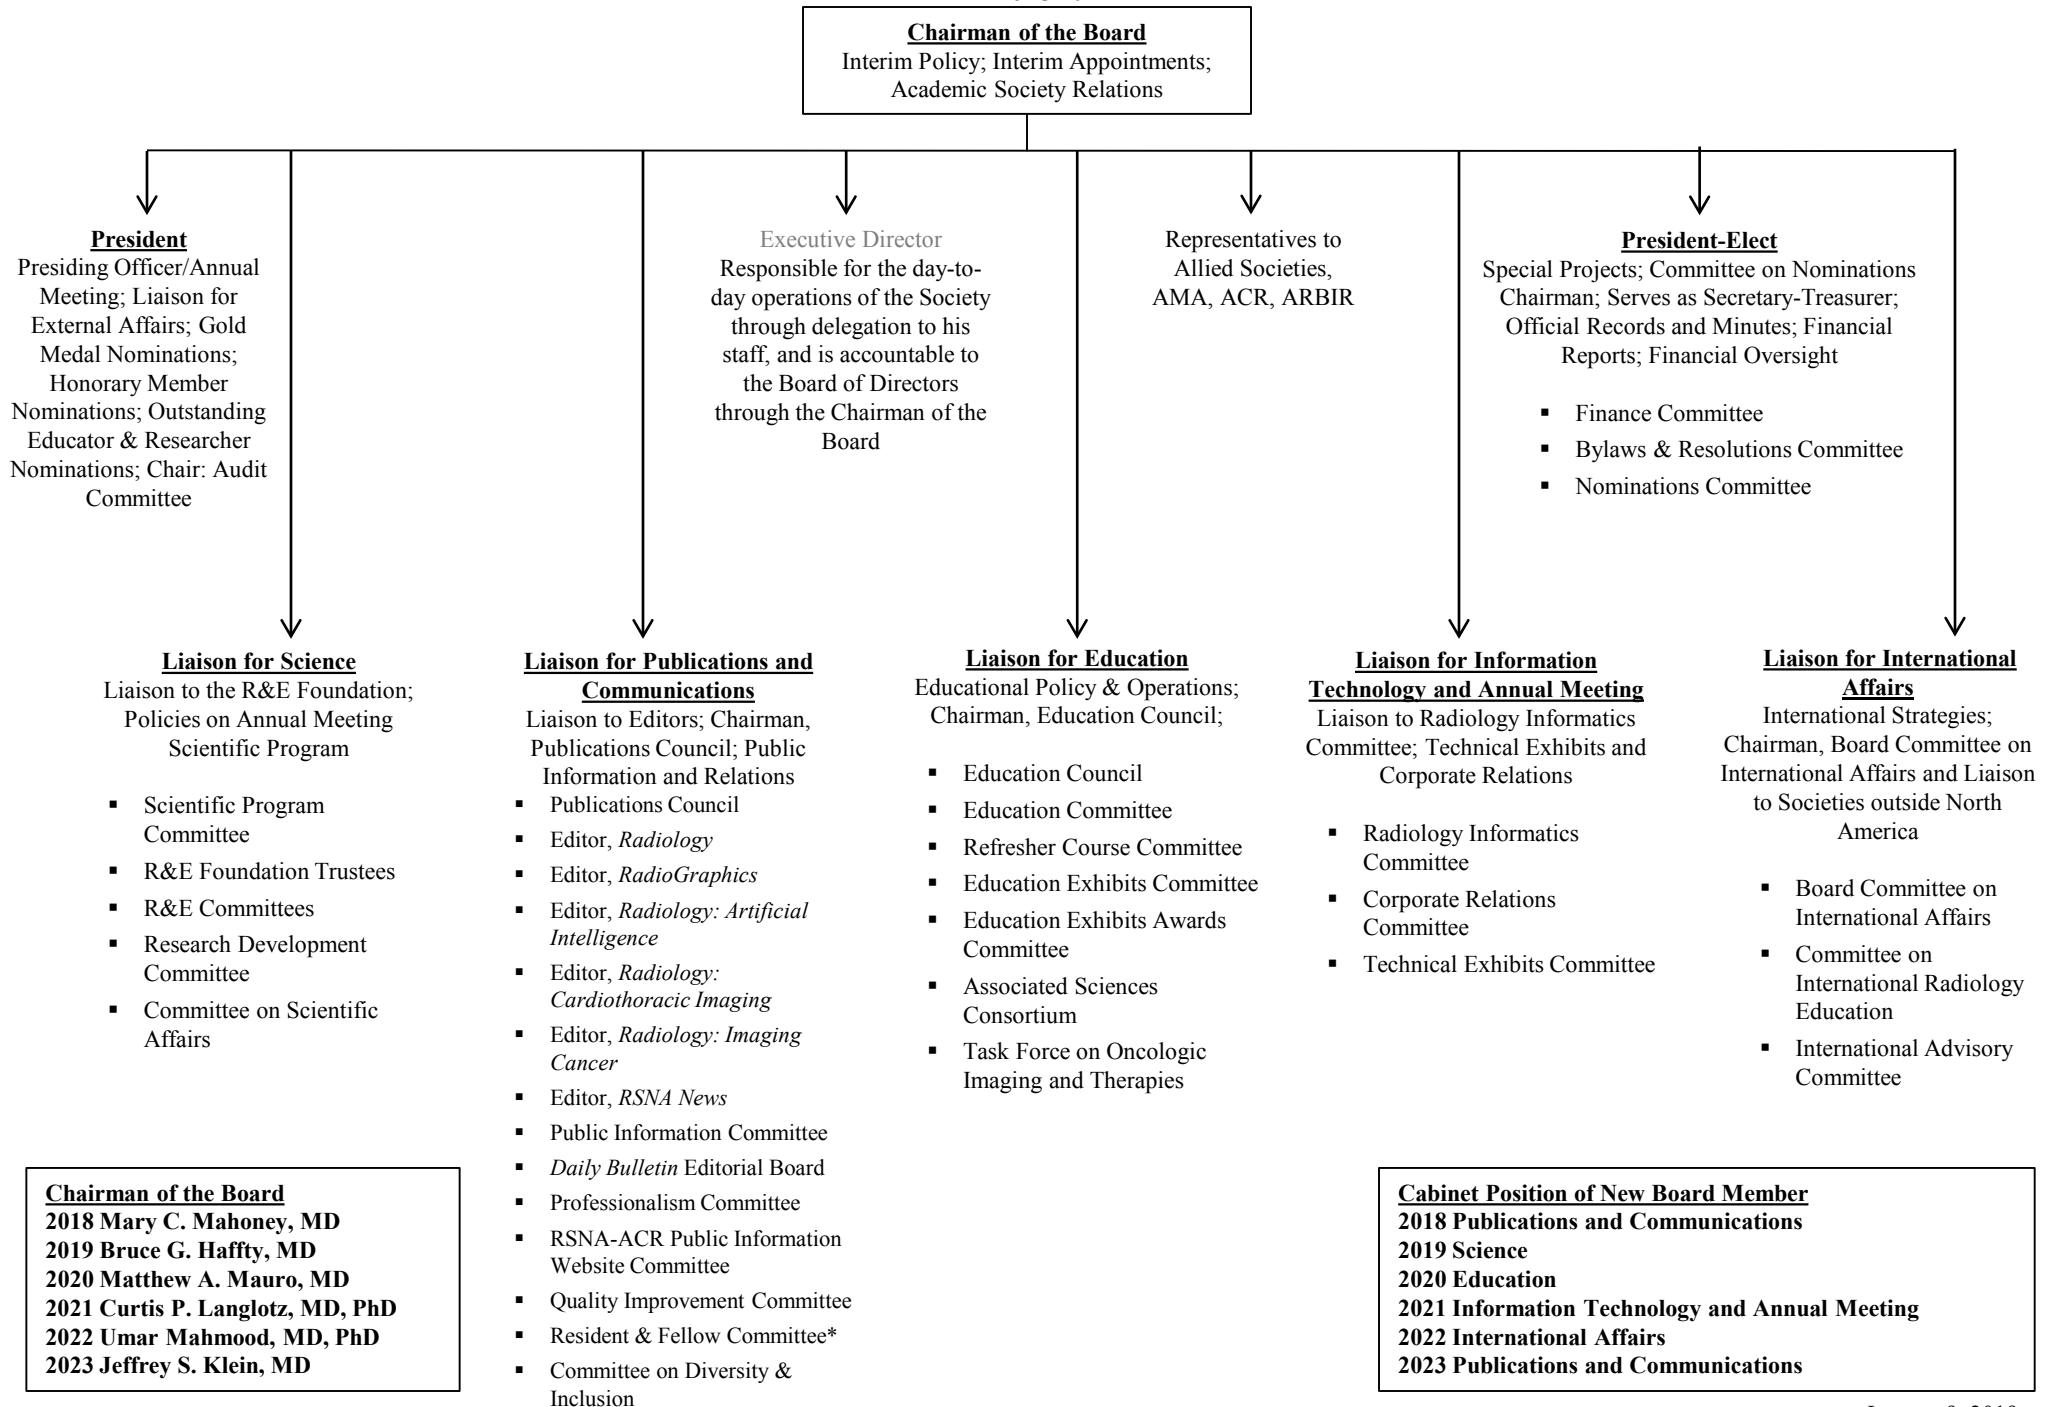 Chairman of the Board
Interim Policy; Interim Appointments;
Academic Society Relations
President
Presiding Officer/Annual
Meeting; Liaison for
External Affairs; Gold
Medal Nominations;
Honorary Member
Nominations; Outstanding
Educator & Researcher
Nominations; Chair: Audit
Committee
Executive Director
Responsible for the day-to-
day operations of the Society
through delegation to his
staff, and is accountable to
the Board of Directors
through the Chairman of the
Board
Representatives to
Allied Societies,
AMA, ACR, ARBIR
President-Elect
Special Projects; Committee on Nominations
Chairman; Serves as Secretary-Treasurer;
Official Records and Minutes; Financial
Reports; Financial Oversight
▪ Finance Committee
▪ Bylaws & Resolutions Committee
▪ Nominations Committee
Liaison for Science
Liaison to the R&E Foundation;
Policies on Annual Meeting
Scientific Program
▪ Scientific Program
Committee
▪ R&E Foundation Trustees
▪ R&E Committees
▪ Research Development
Committee
▪ Committee on Scientific
Affairs
Liaison for Publications and
Communications
Liaison to Editors; Chairman,
Publications Council; Public
Information and Relations
▪ Publications Council
▪ Editor, Radiology
▪ Editor, RadioGraphics
▪ Editor, Radiology: Artificial
Intelligence
▪ Editor, Radiology:
Cardiothoracic Imaging
▪ Editor, Radiology: Imaging
Cancer
▪ Editor, RSNA News
▪ Public Information Committee
▪ Daily Bulletin Editorial Board
▪ Professionalism Committee
▪ RSNA-ACR Public Information
Website Committee
▪ Quality Improvement Committee
▪ Resident & Fellow Committee*
▪ Committee on Diversity &
Inclusion
Liaison for Education
Educational Policy & Operations;
Chairman, Education Council;
▪ Education Council
▪ Education Committee
▪ Refresher Course Committee
▪ Education Exhibits Committee
▪ Education Exhibits Awards
Committee
▪ Associated Sciences
Consortium
▪ Task Force on Oncologic
Imaging and Therapies
Liaison for Information
Technology and Annual Meeting
Liaison to Radiology Informatics
Committee; Technical Exhibits and
Corporate Relations
▪ Radiology Informatics
Committee
▪ Corporate Relations
Committee
▪ Technical Exhibits Committee
Liaison for International
Affairs
International Strategies;
Chairman, Board Committee on
International Affairs and Liaison
to Societies outside North
America
▪ Board Committee on
International Affairs
▪ Committee on
International Radiology
Education
▪ International Advisory
Committee
Chairman of the Board
2018 Mary C. Mahoney, MD
2019 Bruce G. Haffty, MD
2020 Matthew A. Mauro, MD
2021 Curtis P. Langlotz, MD, PhD
2022 Umar Mahmood, MD, PhD
2023 Jeffrey S. Klein, MD
Cabinet Position of New Board Member
2018 Publications and Communications
2019 Science
2020 Education
2021 Information Technology and Annual Meeting
2022 International Affairs
2023 Publications and Communications